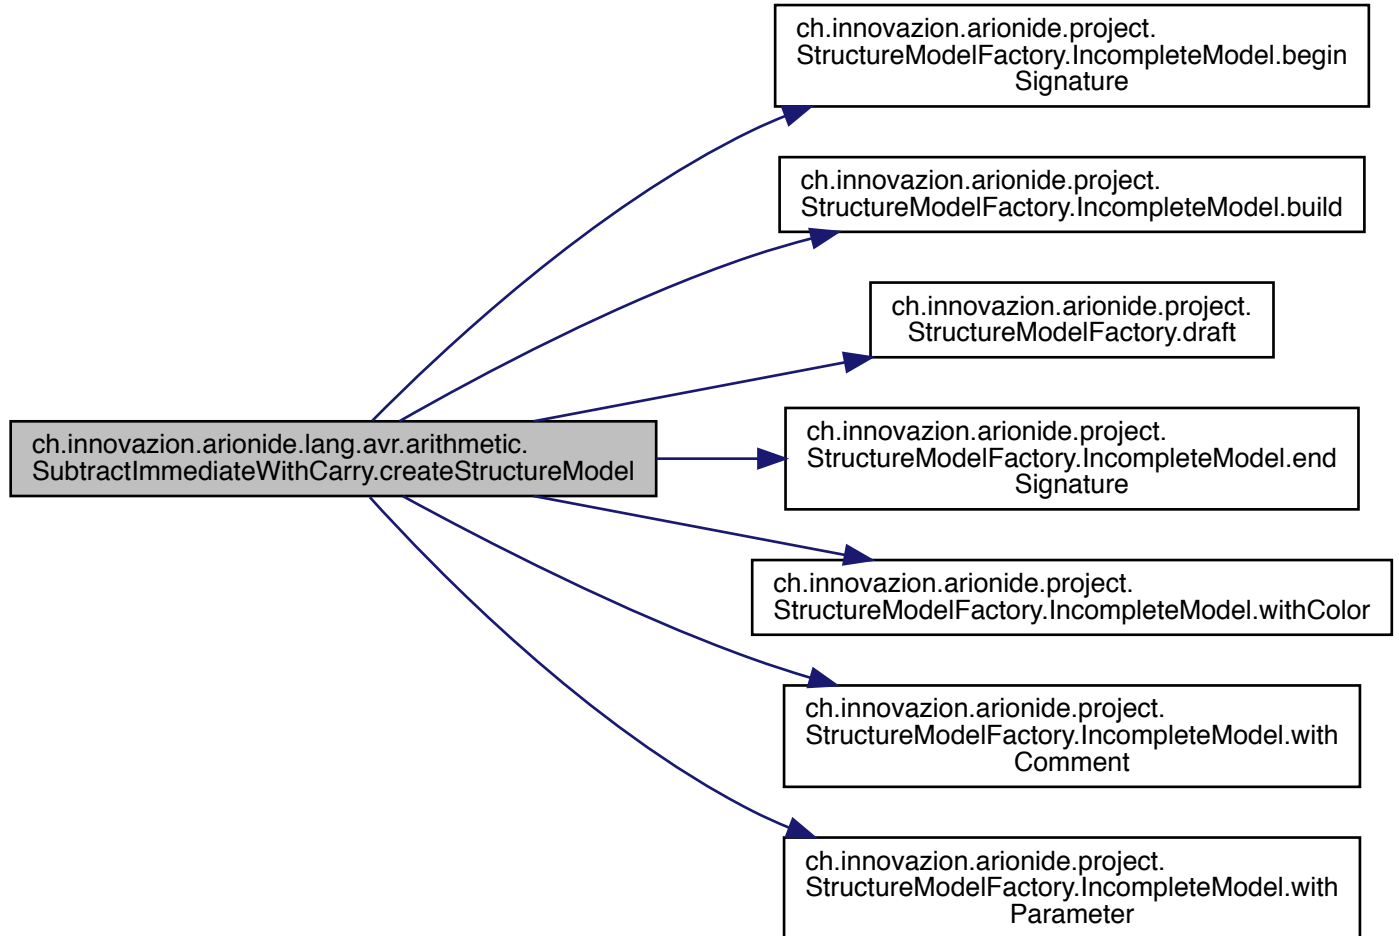 ch.innovazion.arionide.project.
StructureModelFactory.IncompleteModel.begin
Signature
ch.innovazion.arionide.project.
StructureModelFactory.IncompleteModel.build
ch.innovazion.arionide.project.
StructureModelFactory.draft
ch.innovazion.arionide.lang.avr.arithmetic.
SubtractImmediateWithCarry.createStructureModel
ch.innovazion.arionide.project.
StructureModelFactory.IncompleteModel.end
Signature
ch.innovazion.arionide.project.
StructureModelFactory.IncompleteModel.withColor
ch.innovazion.arionide.project.
StructureModelFactory.IncompleteModel.with
Comment
ch.innovazion.arionide.project.
StructureModelFactory.IncompleteModel.with
Parameter